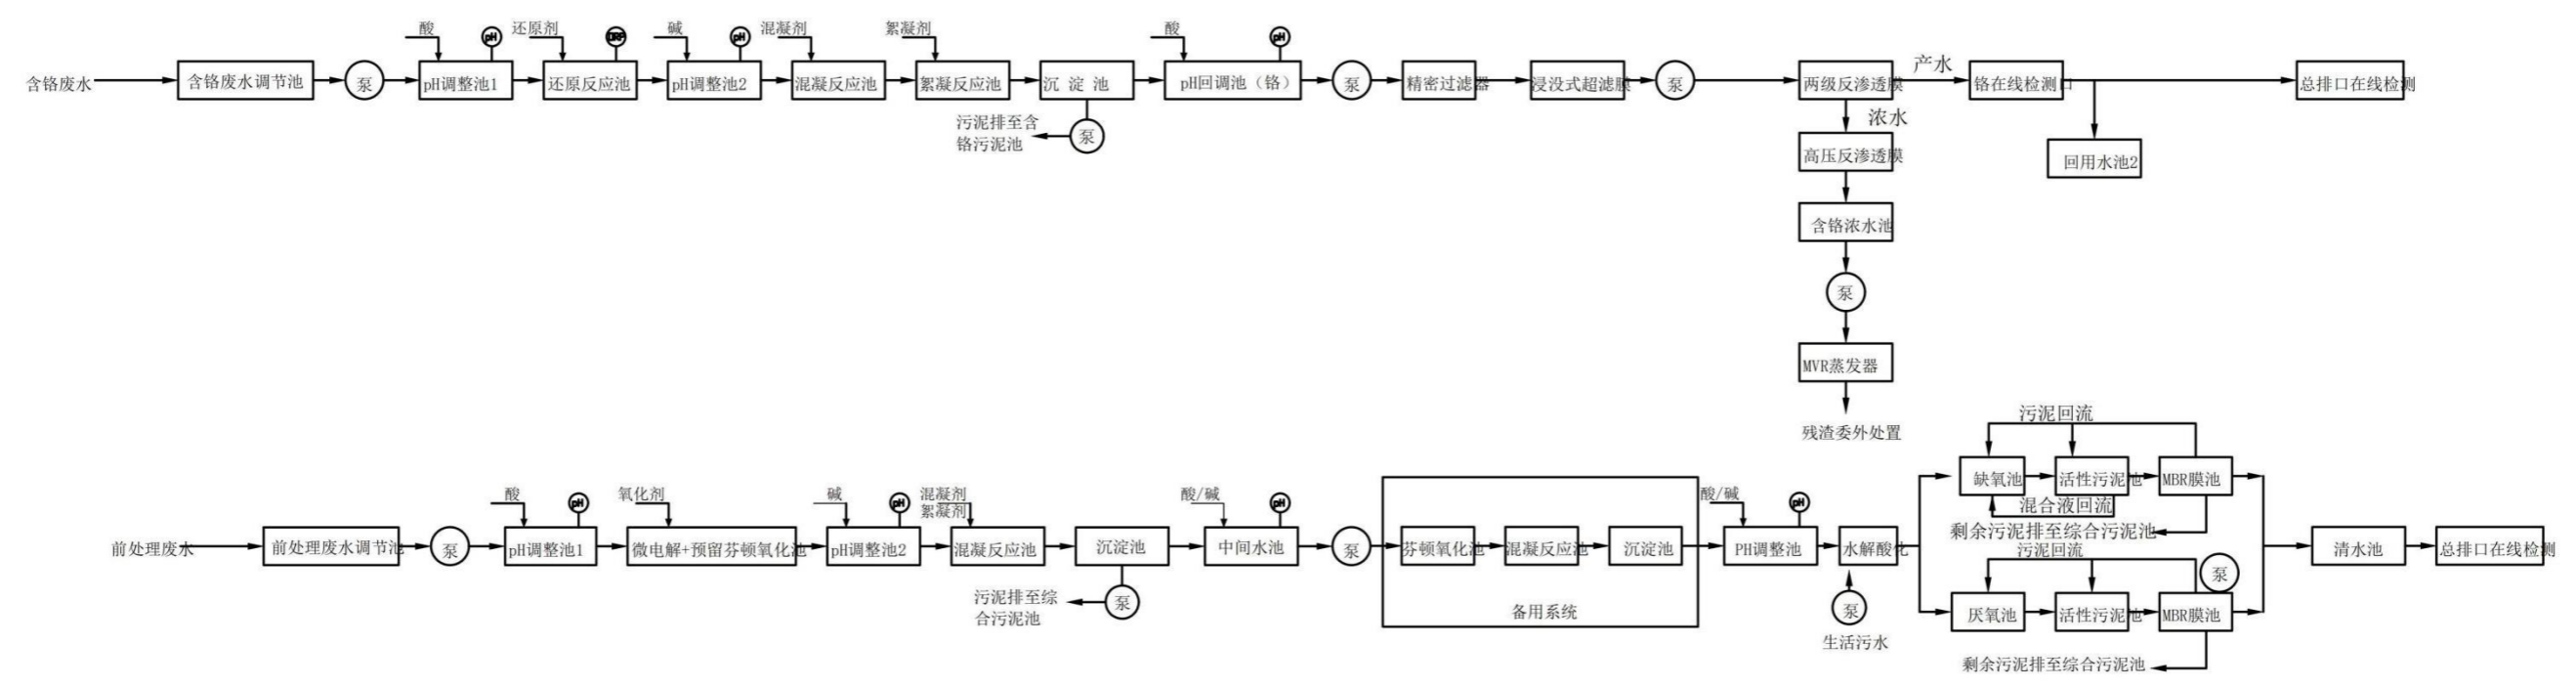 酸
还原剂
碱
混凝剂
絮凝剂
酸
pH
ORP
pH
pH
产水
含铬废水
含铬废水调节池
泵
pH调整池1
还原反应池
pH调整池2
混凝反应池
絮凝反应池
沉 淀 池
pH回调池（铬）
泵
精密过滤器
浸没式超滤膜
泵
两级反渗透膜
铬在线检测口
总排口在线检测
污泥排至含
铬污泥池
泵
浓水
高压反渗透膜
回用水池2
含铬浓水池
泵
MVR蒸发器
残渣委外处置
污泥回流
缺氧池
活性污泥池
MBR膜池
混合液回流
剩余污泥排至综合污泥池
酸
pH
氧化剂
碱
pH
混凝剂
絮凝剂
酸/碱
pH
酸/碱
pH
前处理废水
前处理废水调节池
泵
pH调整池1
微电解+预留芬顿氧化池
pH调整池2
混凝反应池
沉淀池
中间水池
泵
芬顿氧化池
混凝反应池
沉淀池
PH调整池
水解酸化
清水池
总排口在线检测
污泥排至综
合污泥池
泵
备用系统
泵
生活污水
污泥回流
泵
厌氧池
活性污泥池
MBR膜池
剩余污泥排至综合污泥池